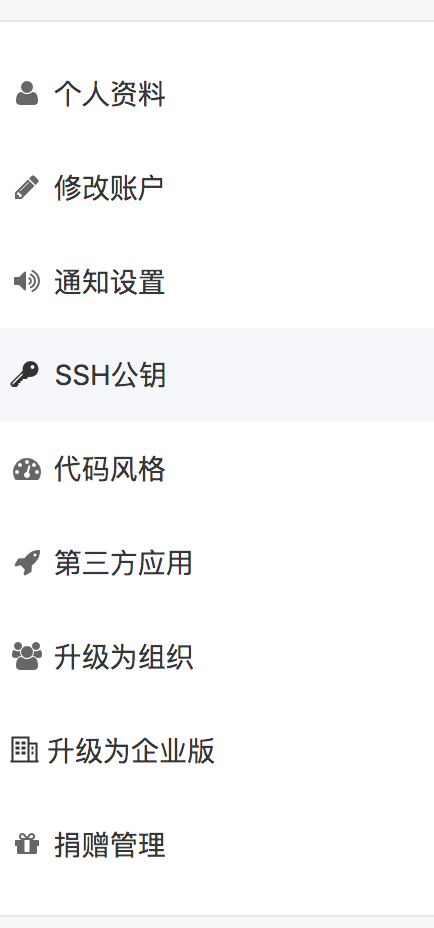 个人资料
修改账户
通知设置
SSH公钥
代码风格
第三方应用
升级为组织
升级为企业版
捐赠管理